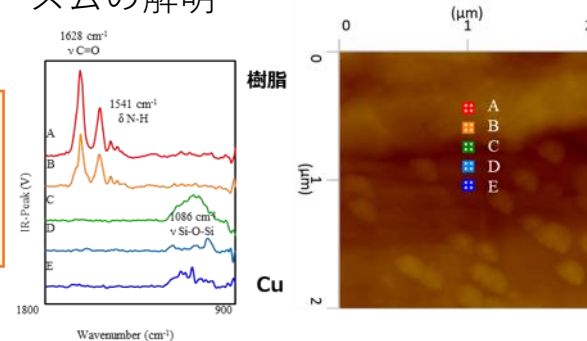 ズムの解明
1628 cm⁻¹
ν C=O
1541 cm⁻¹
δ N-H
A
B
C
D
E
1086 cm⁻¹
ν Si-O-Si
IR-Peak (V)
1800
900
Wavenumber (cm⁻¹)
樹脂
Cu
(μm)
0
1
2
(μm)
0
1
2
A
B
C
D
E